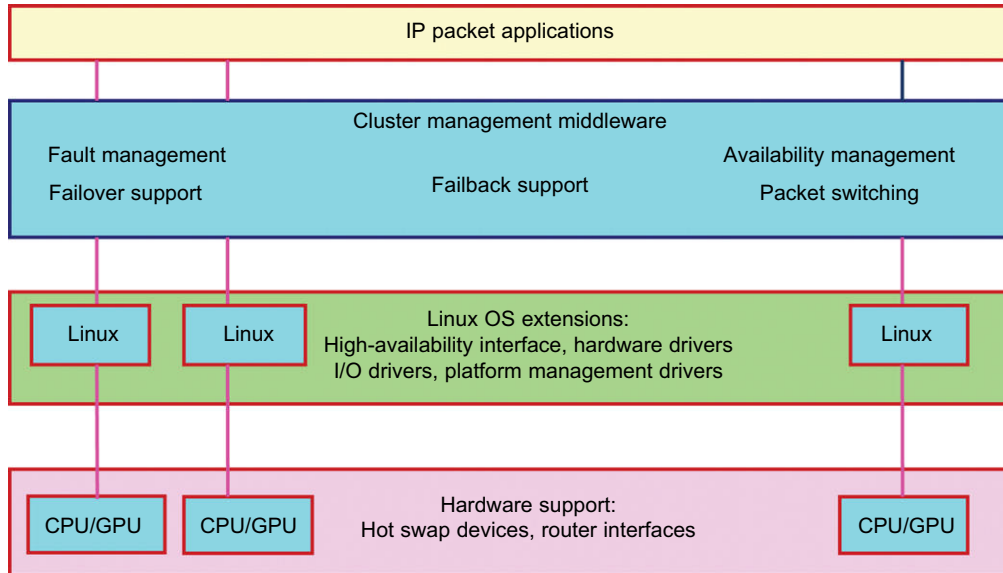 IP packet applications
Cluster management middleware
Fault management
Availability management
Failover support
Failback support
Packet switching
Linux
Linux
Linux OS extensions:
High-availability interface, hardware drivers
I/O drivers, platform management drivers
Linux
CPU/GPU
CPU/GPU
Hardware support:
Hot swap devices, router interfaces
CPU/GPU